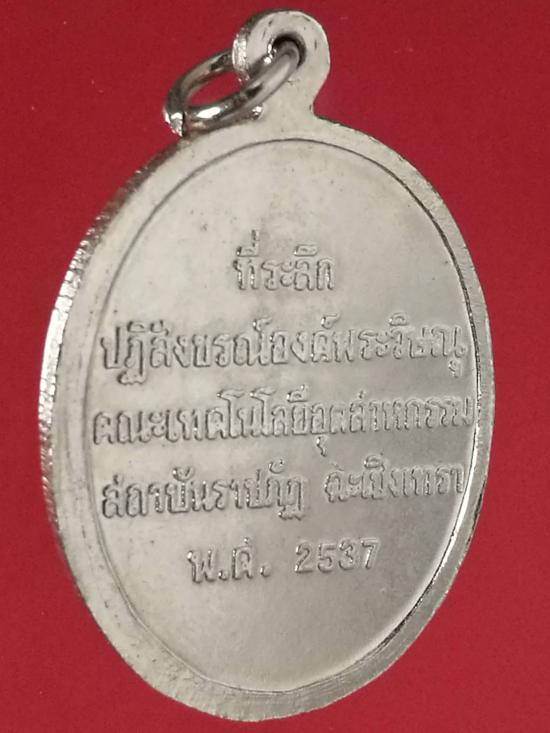 ที่ระลึก
ปฏิสังขรณ์องค์พระวิษณุ
คณะเทคโนโลยีอุตสาหกรรม
สถาบันราชภัฏ ฉะเชิงเทรา
พ.ศ. 2537